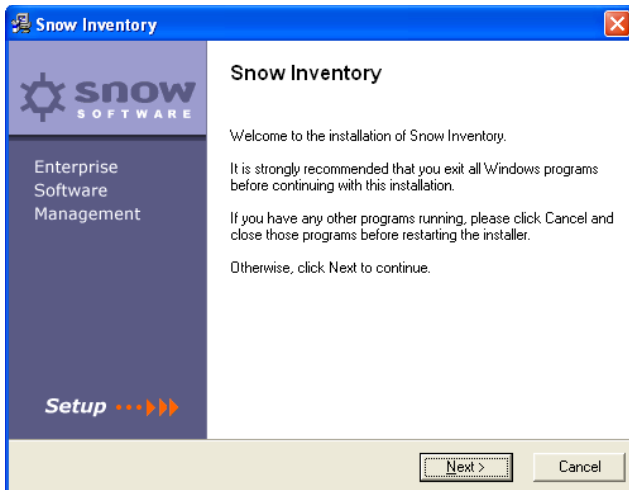 Snow Inventory
snow
SOFTWARE
Enterprise
Software
Management
Setup
Snow Inventory
Welcome to the installation of Snow Inventory.
It is strongly recommended that you exit all Windows programs
before continuing with this installation.
If you have any other programs running, please click Cancel and
close those programs before restarting the installer.
Otherwise, click Next to continue.
Next >
Cancel